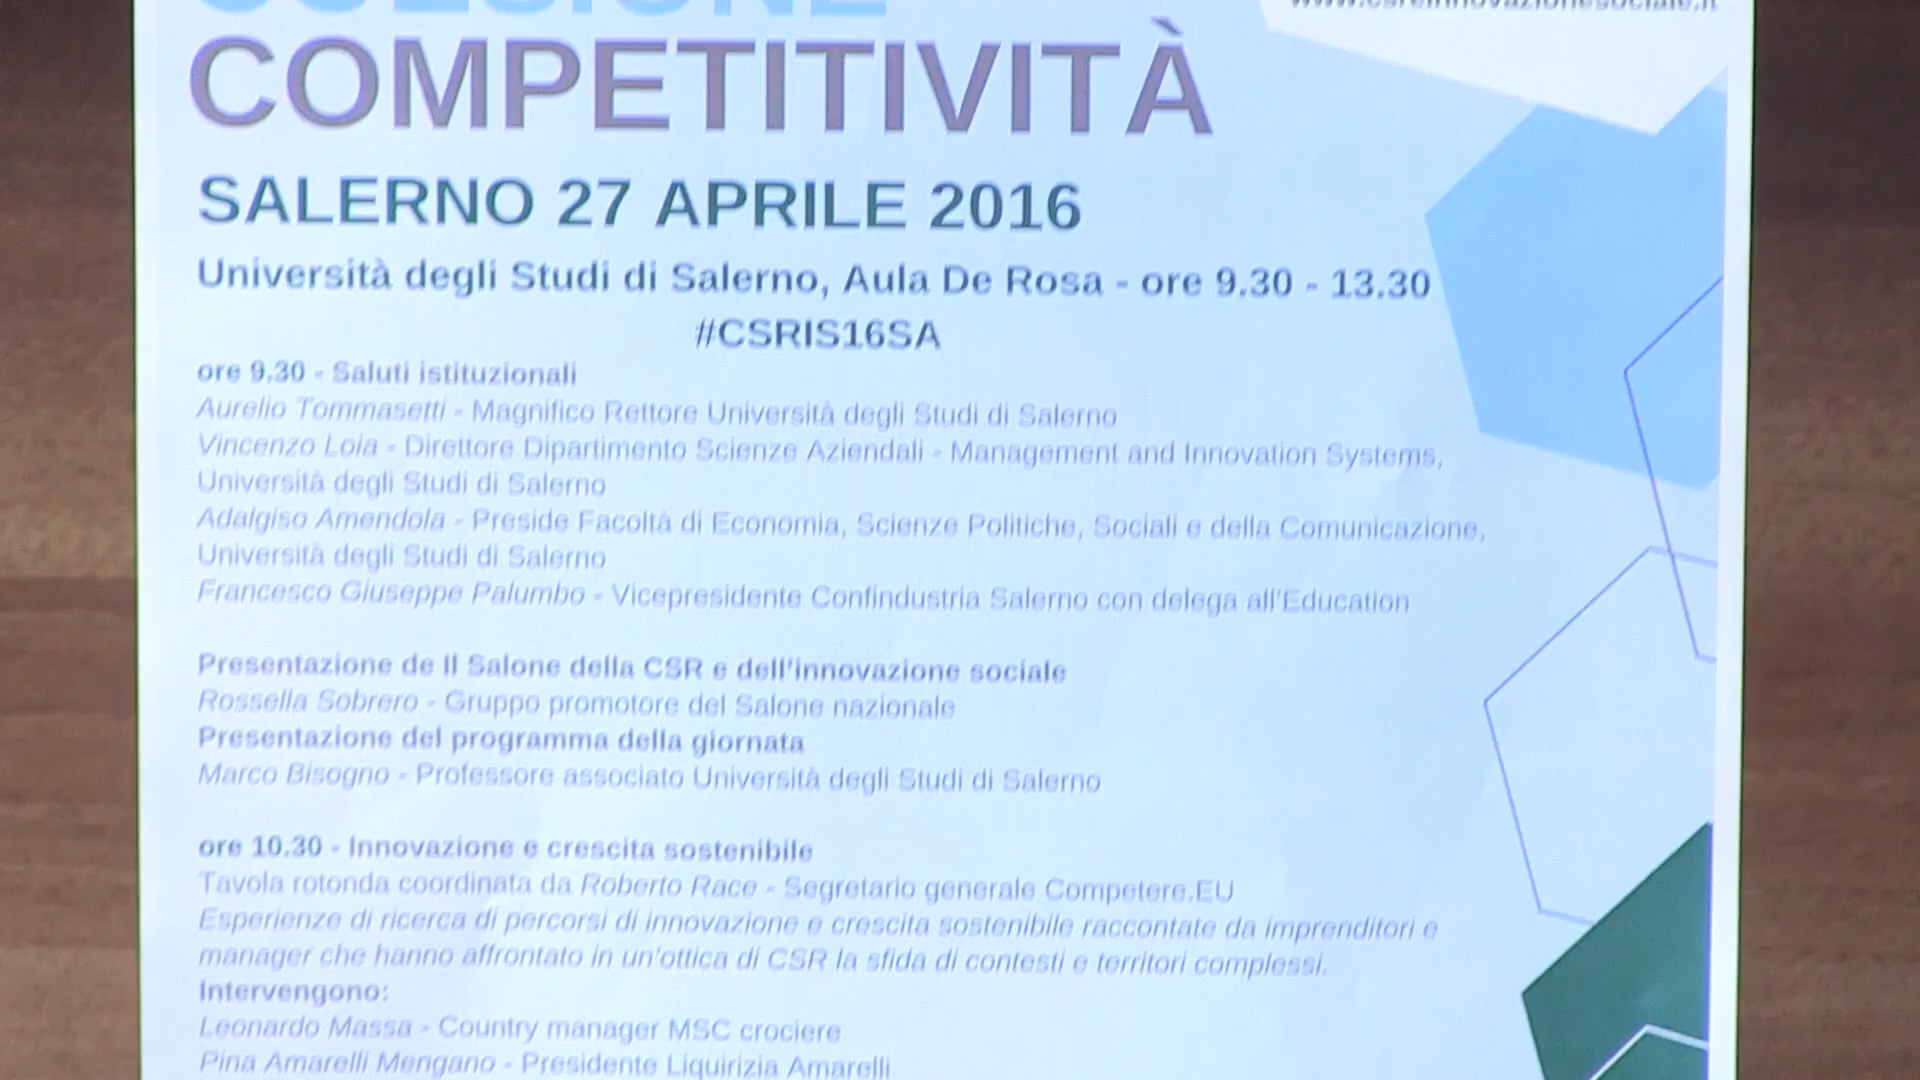 COESIONE
www.csreinnovazionesociale.it
COMPETITIVITÀ
SALERNO 27 APRILE 2016
Università degli Studi di Salerno, Aula De Rosa - ore 9.30 - 13.30
#CSRIS16SA
ore 9.30 - Saluti istituzionali
Aurelio Tommasetti - Magnifico Rettore Università degli Studi di Salerno
Vincenzo Loia - Direttore Dipartimento Scienze Aziendali - Management and Innovation Systems,
Università degli Studi di Salerno
Adalgiso Amendola - Preside Facoltà di Economia, Scienze Politiche, Sociali e della Comunicazione,
Università degli Studi di Salerno
Francesco Giuseppe Palumbo - Vicepresidente Confindustria Salerno con delega all'Education
Presentazione de Il Salone della CSR e dell'innovazione sociale
Rossella Sobrero - Gruppo promotore del Salone nazionale
Presentazione del programma della giornata
Marco Bisogno - Professore associato Università degli Studi di Salerno
ore 10.30 - Innovazione e crescita sostenibile
Tavola rotonda coordinata da Roberto Race - Segretario generale Competere.EU
Esperienze di ricerca di percorsi di innovazione e crescita sostenibile raccontate da imprenditori e
manager che hanno affrontato in un'ottica di CSR la sfida di contesti e territori complessi.
Intervengono:
Leonardo Massa - Country manager MSC crociere
Pina Amarelli Mengano - Presidente Liquirizia Amarelli